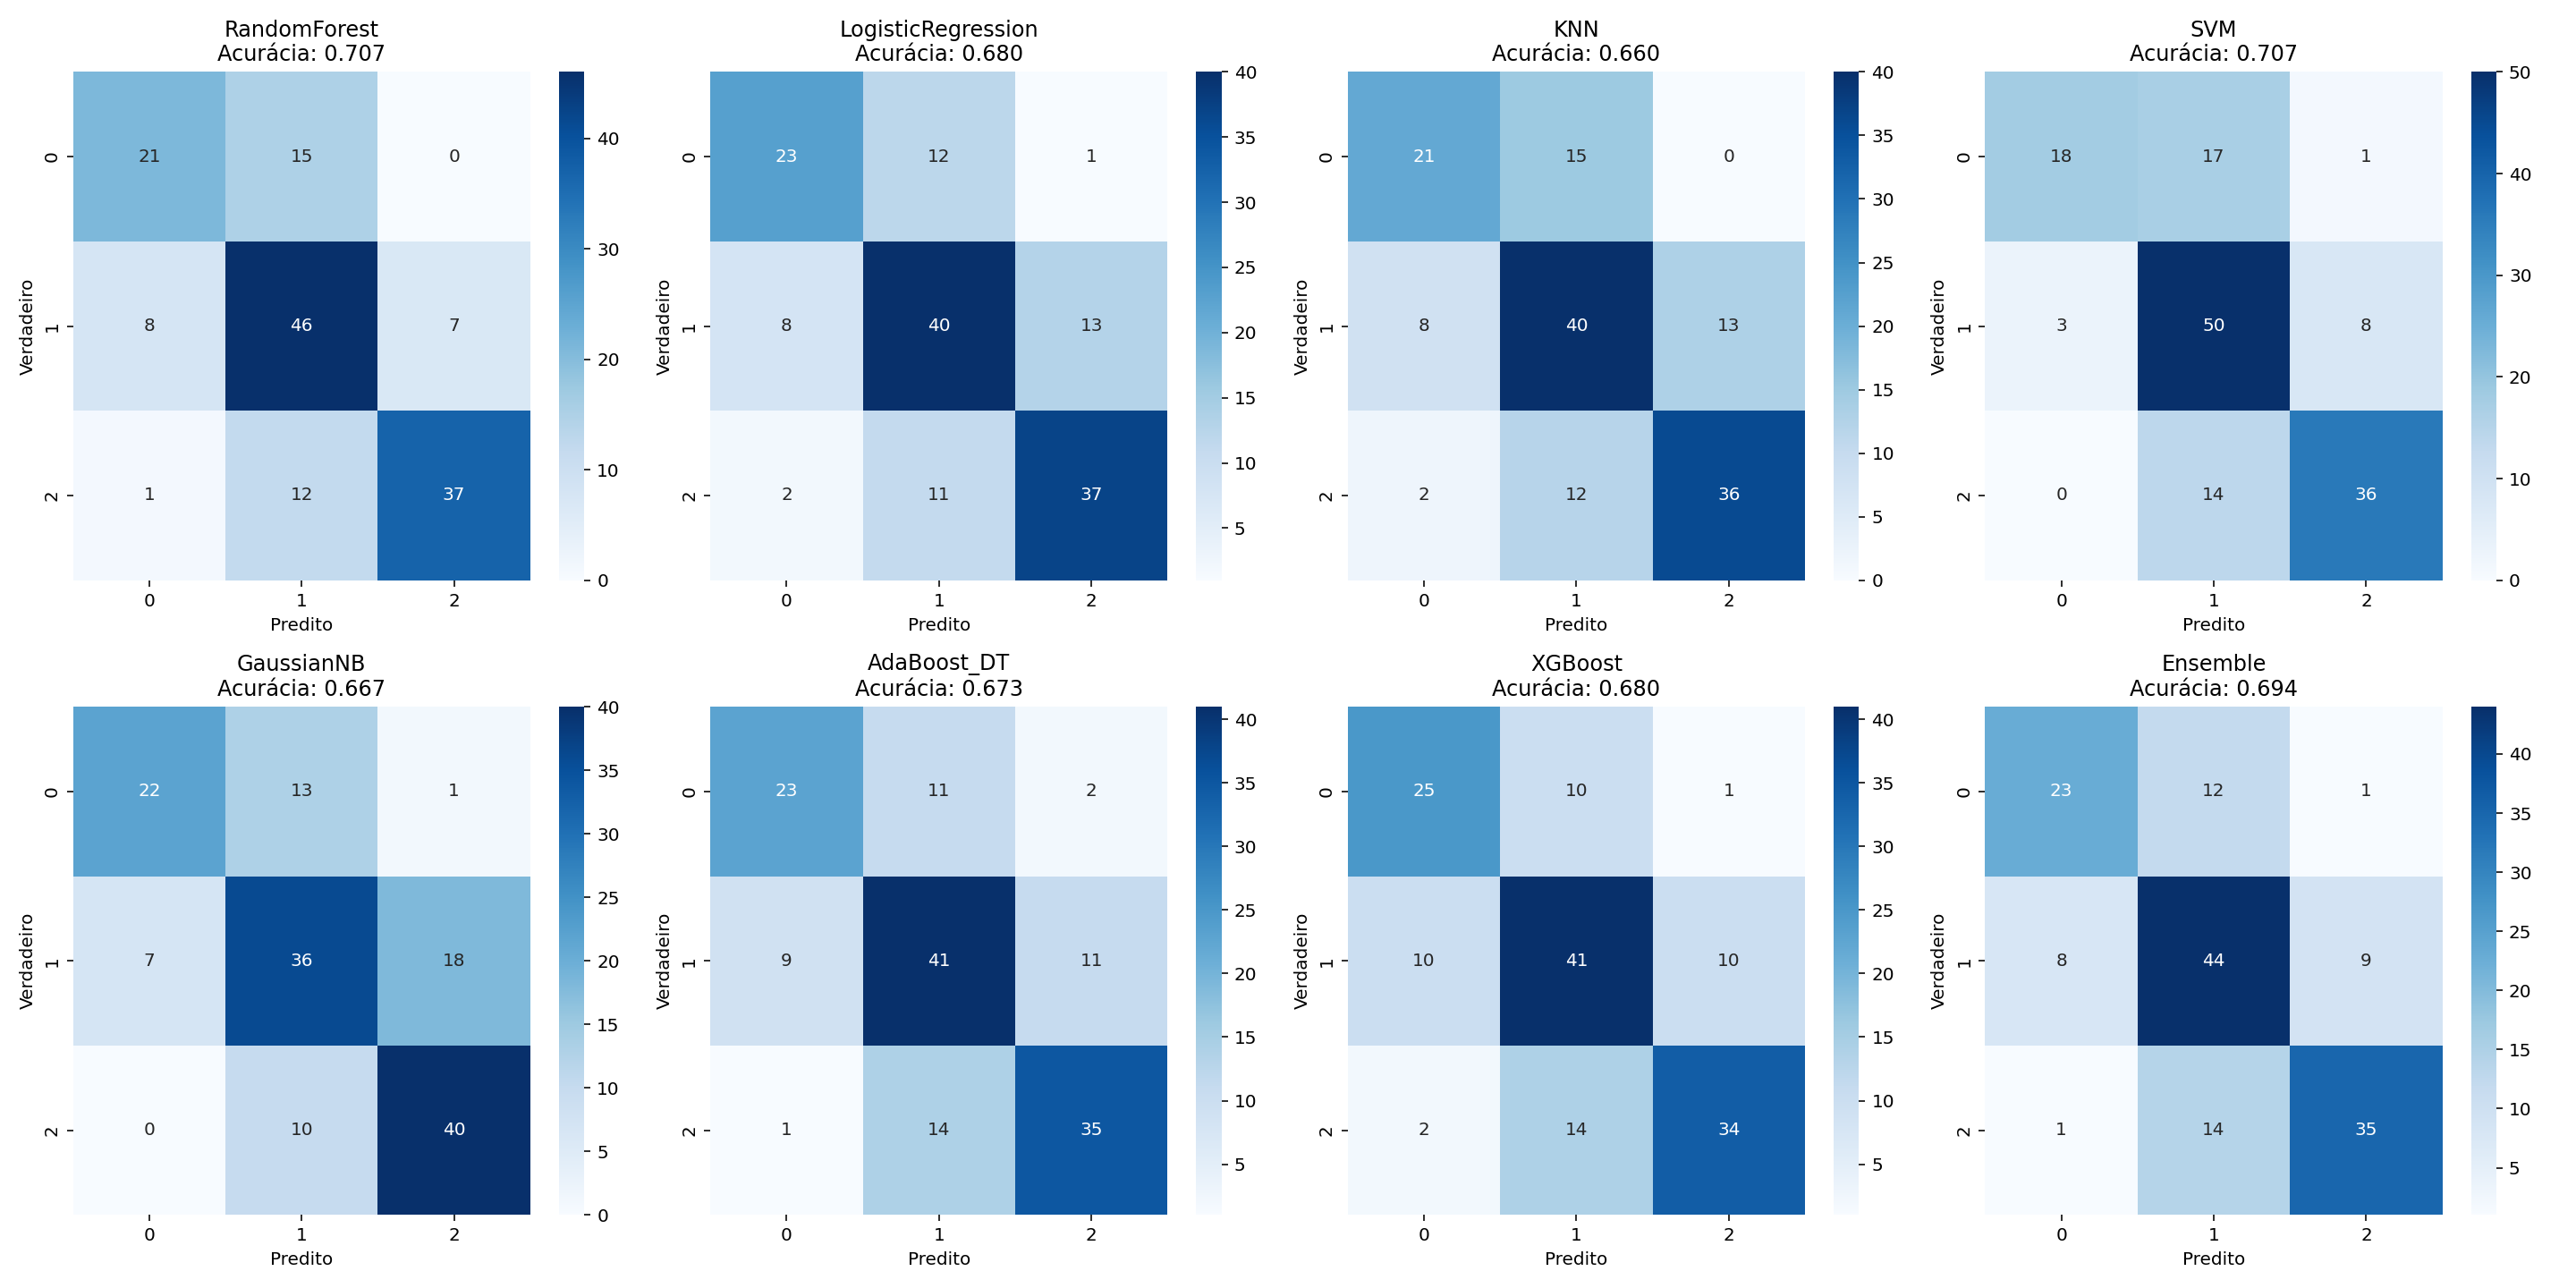 RandomForest
Acurácia: 0.707
21 15 0
8 46 7
1 12 37
0
1
2
0 1 2
Verdadeiro
Predito
40
30
20
10
0
LogisticRegression
Acurácia: 0.680
23 12 1
8 40 13
2 11 37
0
1
2
0 1 2
Verdadeiro
Predito
40
35
30
25
20
15
10
5
KNN
Acurácia: 0.660
21 15 0
8 40 13
2 12 36
0
1
2
0 1 2
Verdadeiro
Predito
40
35
30
25
20
15
10
5
0
SVM
Acurácia: 0.707
18 17 1
3 50 8
0 14 36
0
1
2
0 1 2
Verdadeiro
Predito
50
40
30
20
10
0
GaussianNB
Acurácia: 0.667
22 13 1
7 36 18
0 10 40
0
1
2
0 1 2
Verdadeiro
Predito
40
35
30
25
20
15
10
5
0
AdaBoost_DT
Acurácia: 0.673
23 11 2
9 41 11
1 14 35
0
1
2
0 1 2
Verdadeiro
Predito
40
35
30
25
20
15
10
5
XGBoost
Acurácia: 0.680
25 10 1
10 41 10
2 14 34
0
1
2
0 1 2
Verdadeiro
Predito
40
35
30
25
20
15
10
5
Ensemble
Acurácia: 0.694
23 12 1
8 44 9
1 14 35
0
1
2
0 1 2
Verdadeiro
Predito
40
35
30
25
20
15
10
5